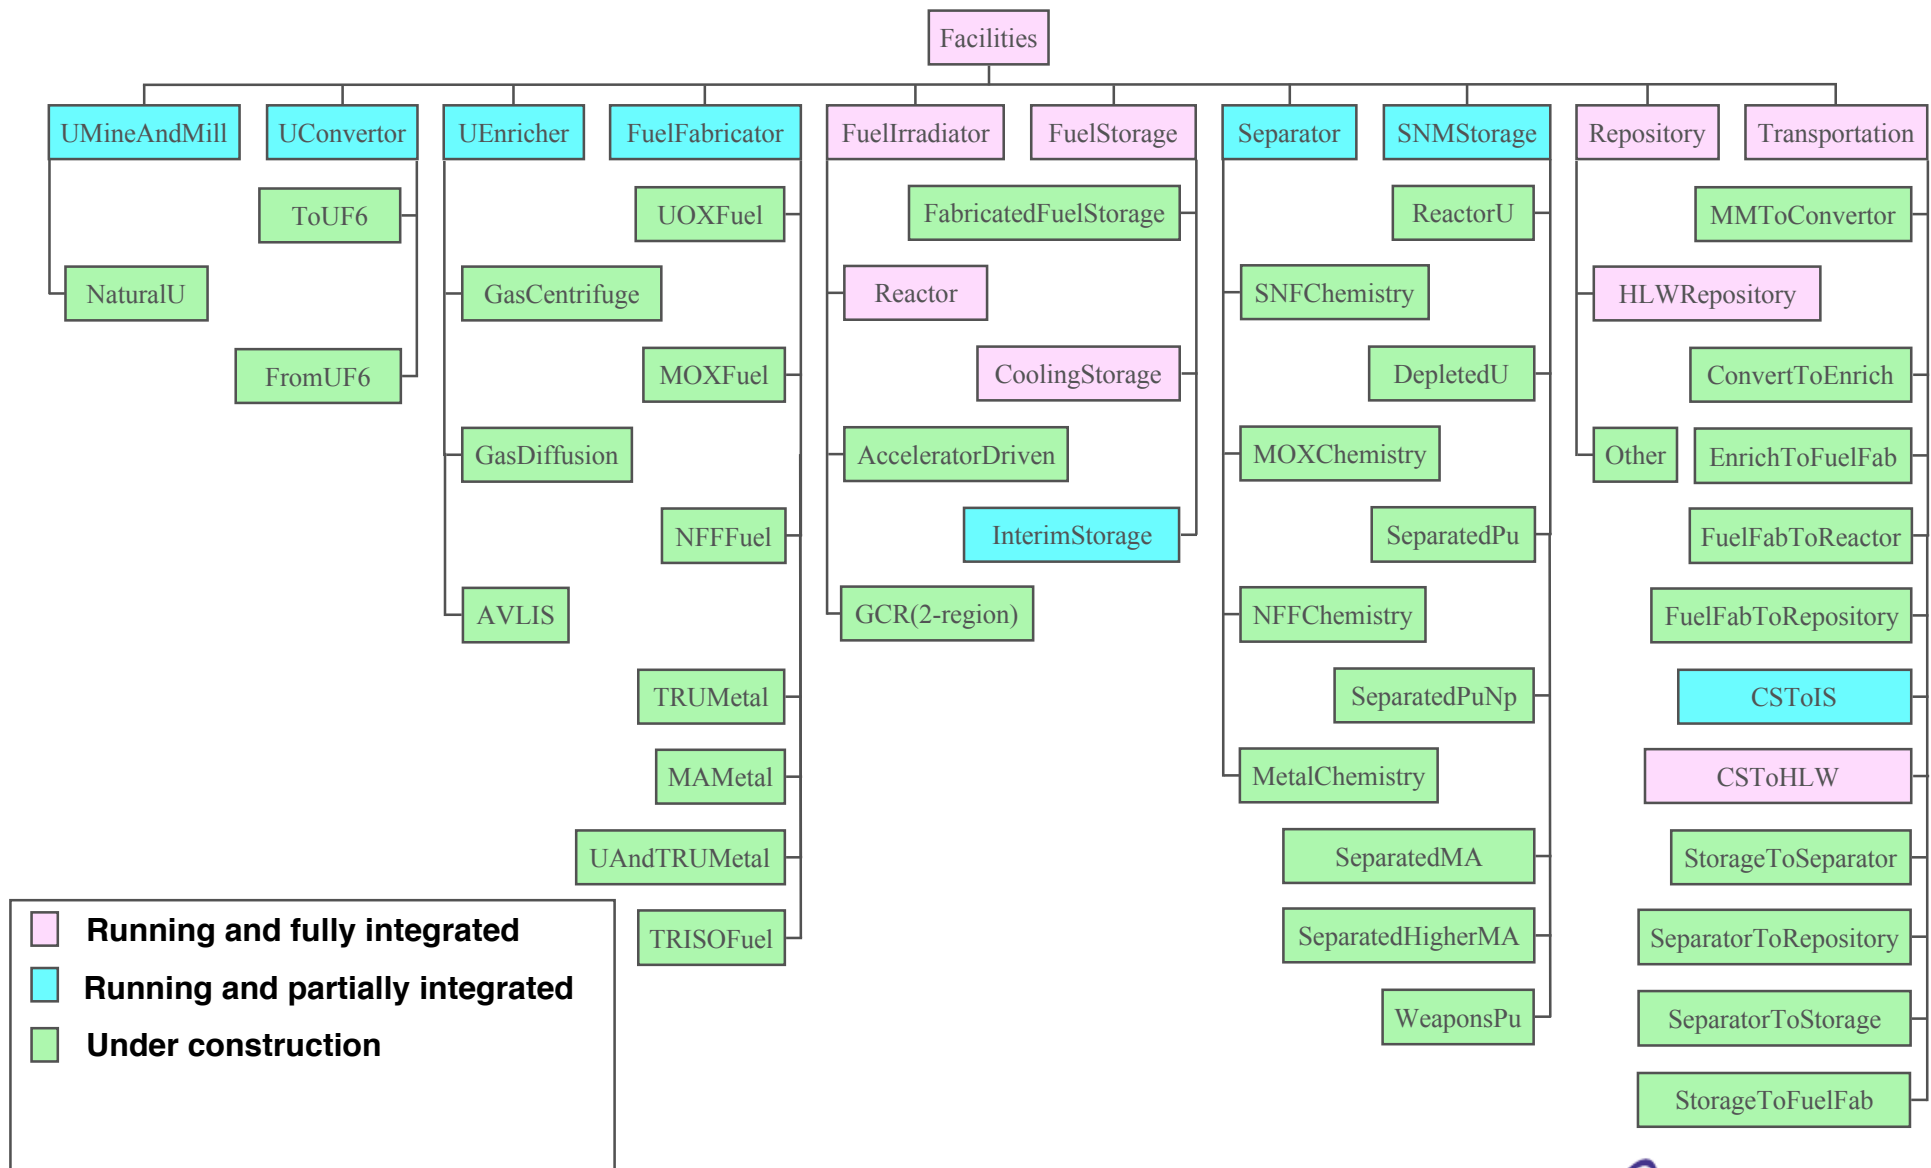 Facilities
UMineAndMill
UConvertor
UEnricher
FuelFabricator
FuelIrradiator
FuelStorage
Separator
SNMStorage
Repository
Transportation
NaturalU
ToUF6
FromUF6
GasCentrifuge
GasDiffusion
AVLIS
UOXFuel
MOXFuel
NFFFuel
TRUMetal
MAMetal
UAndTRUMetal
TRISOFuel
Reactor
AcceleratorDriven
GCR(2-region)
FabricatedFuelStorage
CoolingStorage
InterimStorage
SNFChemistry
MOXChemistry
NFFChemistry
MetalChemistry
ReactorU
DepletedU
SeparatedPu
SeparatedPuNp
SeparatedMA
SeparatedHigherMA
WeaponsPu
HLWRepository
Other
MMToConvertor
ConvertToEnrich
EnrichToFuelFab
FuelFabToReactor
FuelFabToRepository
CSToIS
CSToHLW
StorageToSeparator
SeparatorToRepository
SeparatorToStorage
StorageToFuelFab
Running and fully integrated
Running and partially integrated
Under construction